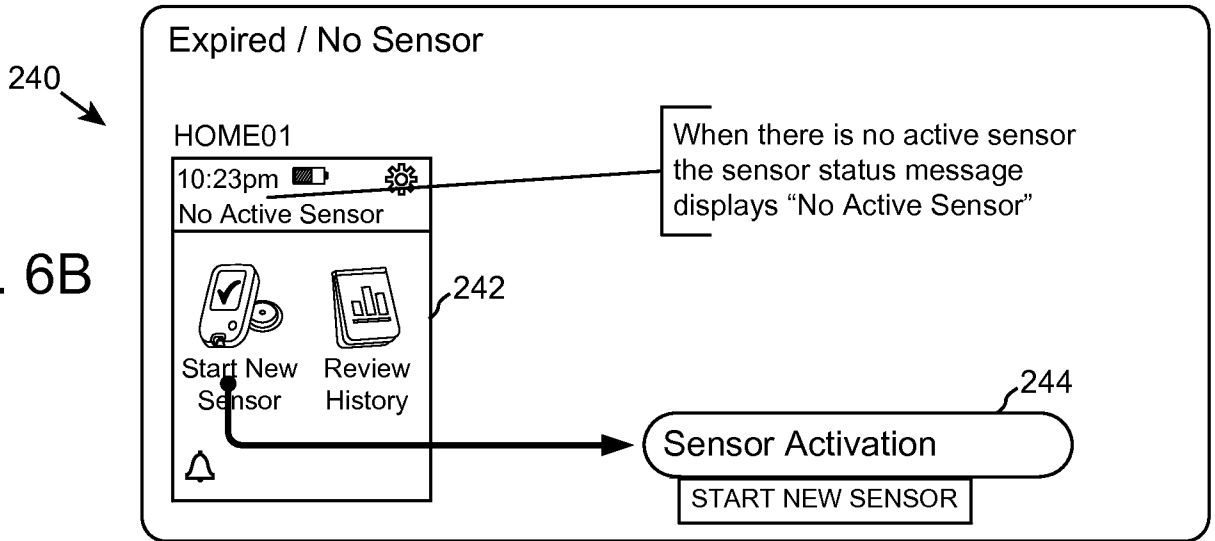 Expired / No Sensor
240
HOME01
10:23pm
No Active Sensor
When there is no active sensor
the sensor status message
displays “No Active Sensor”
. 6B
242
Start New
Sensor
Review
History
244
Sensor Activation
START NEW SENSOR